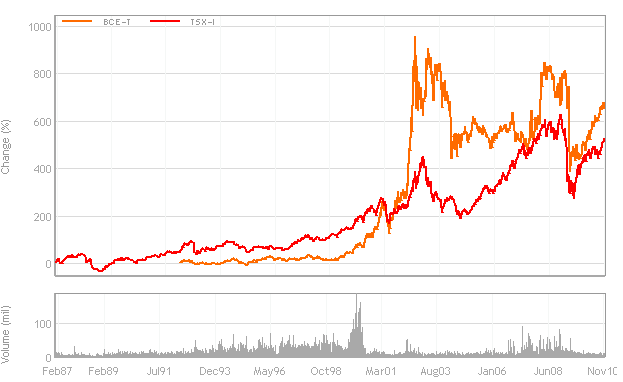 BCE-T TSX-I
Change (%)
1000
800
600
400
200
0
Volume (mil)
100
0
Feb87 Feb89 Jul91 Dec93 May96 Oct98 Mar01 Aug03 Jan06 Jun08 Nov10